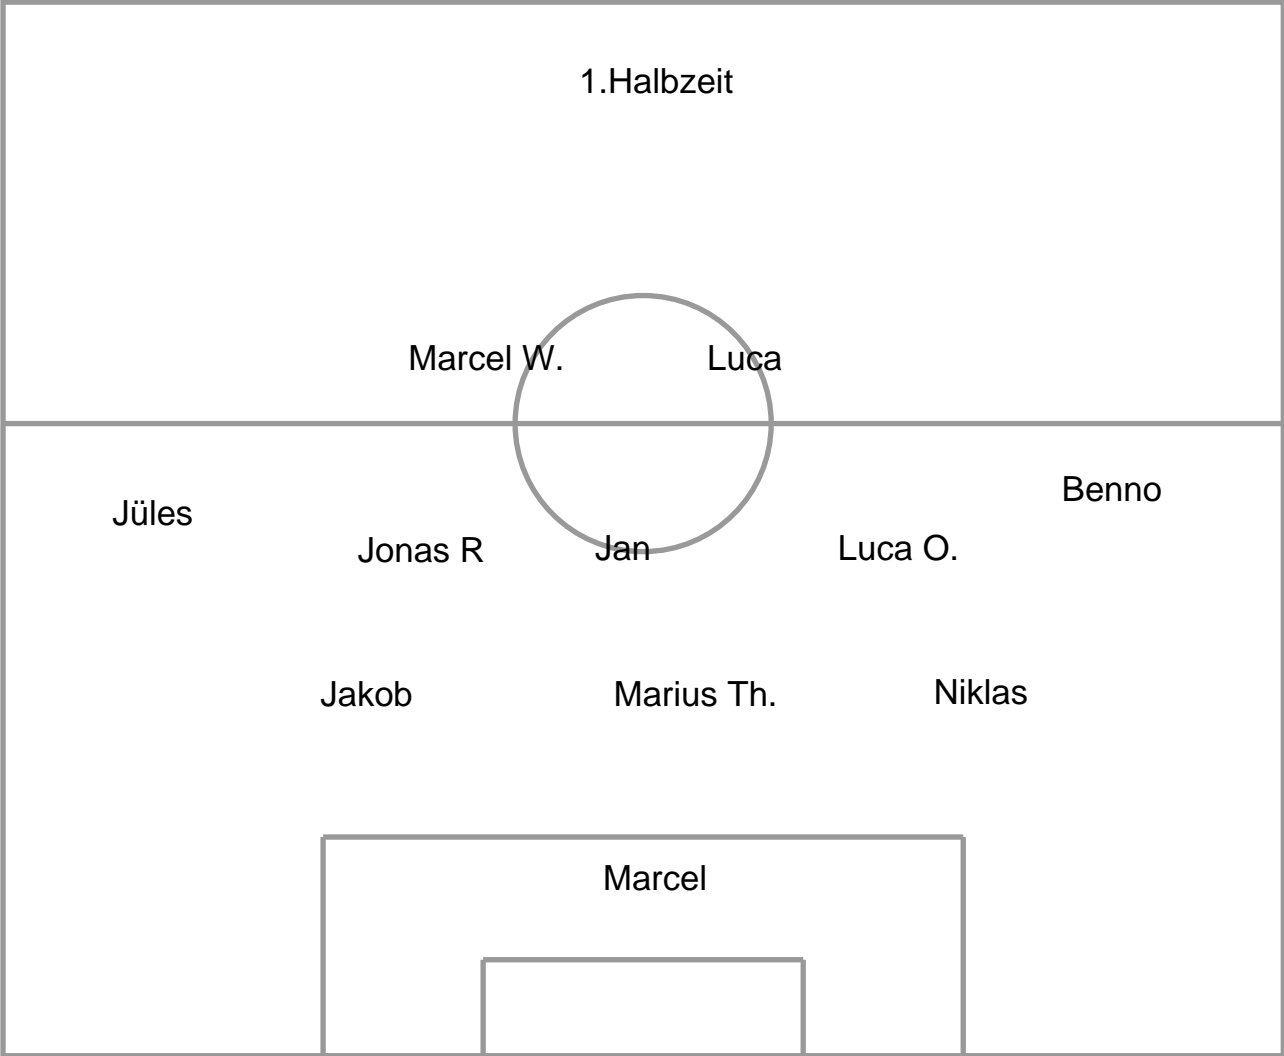 1.Halbzeit
Marcel W.
Luca
Jüles
Benno
Jonas R
Jan
Luca O.
Jakob
Marius Th.
Niklas
Marcel